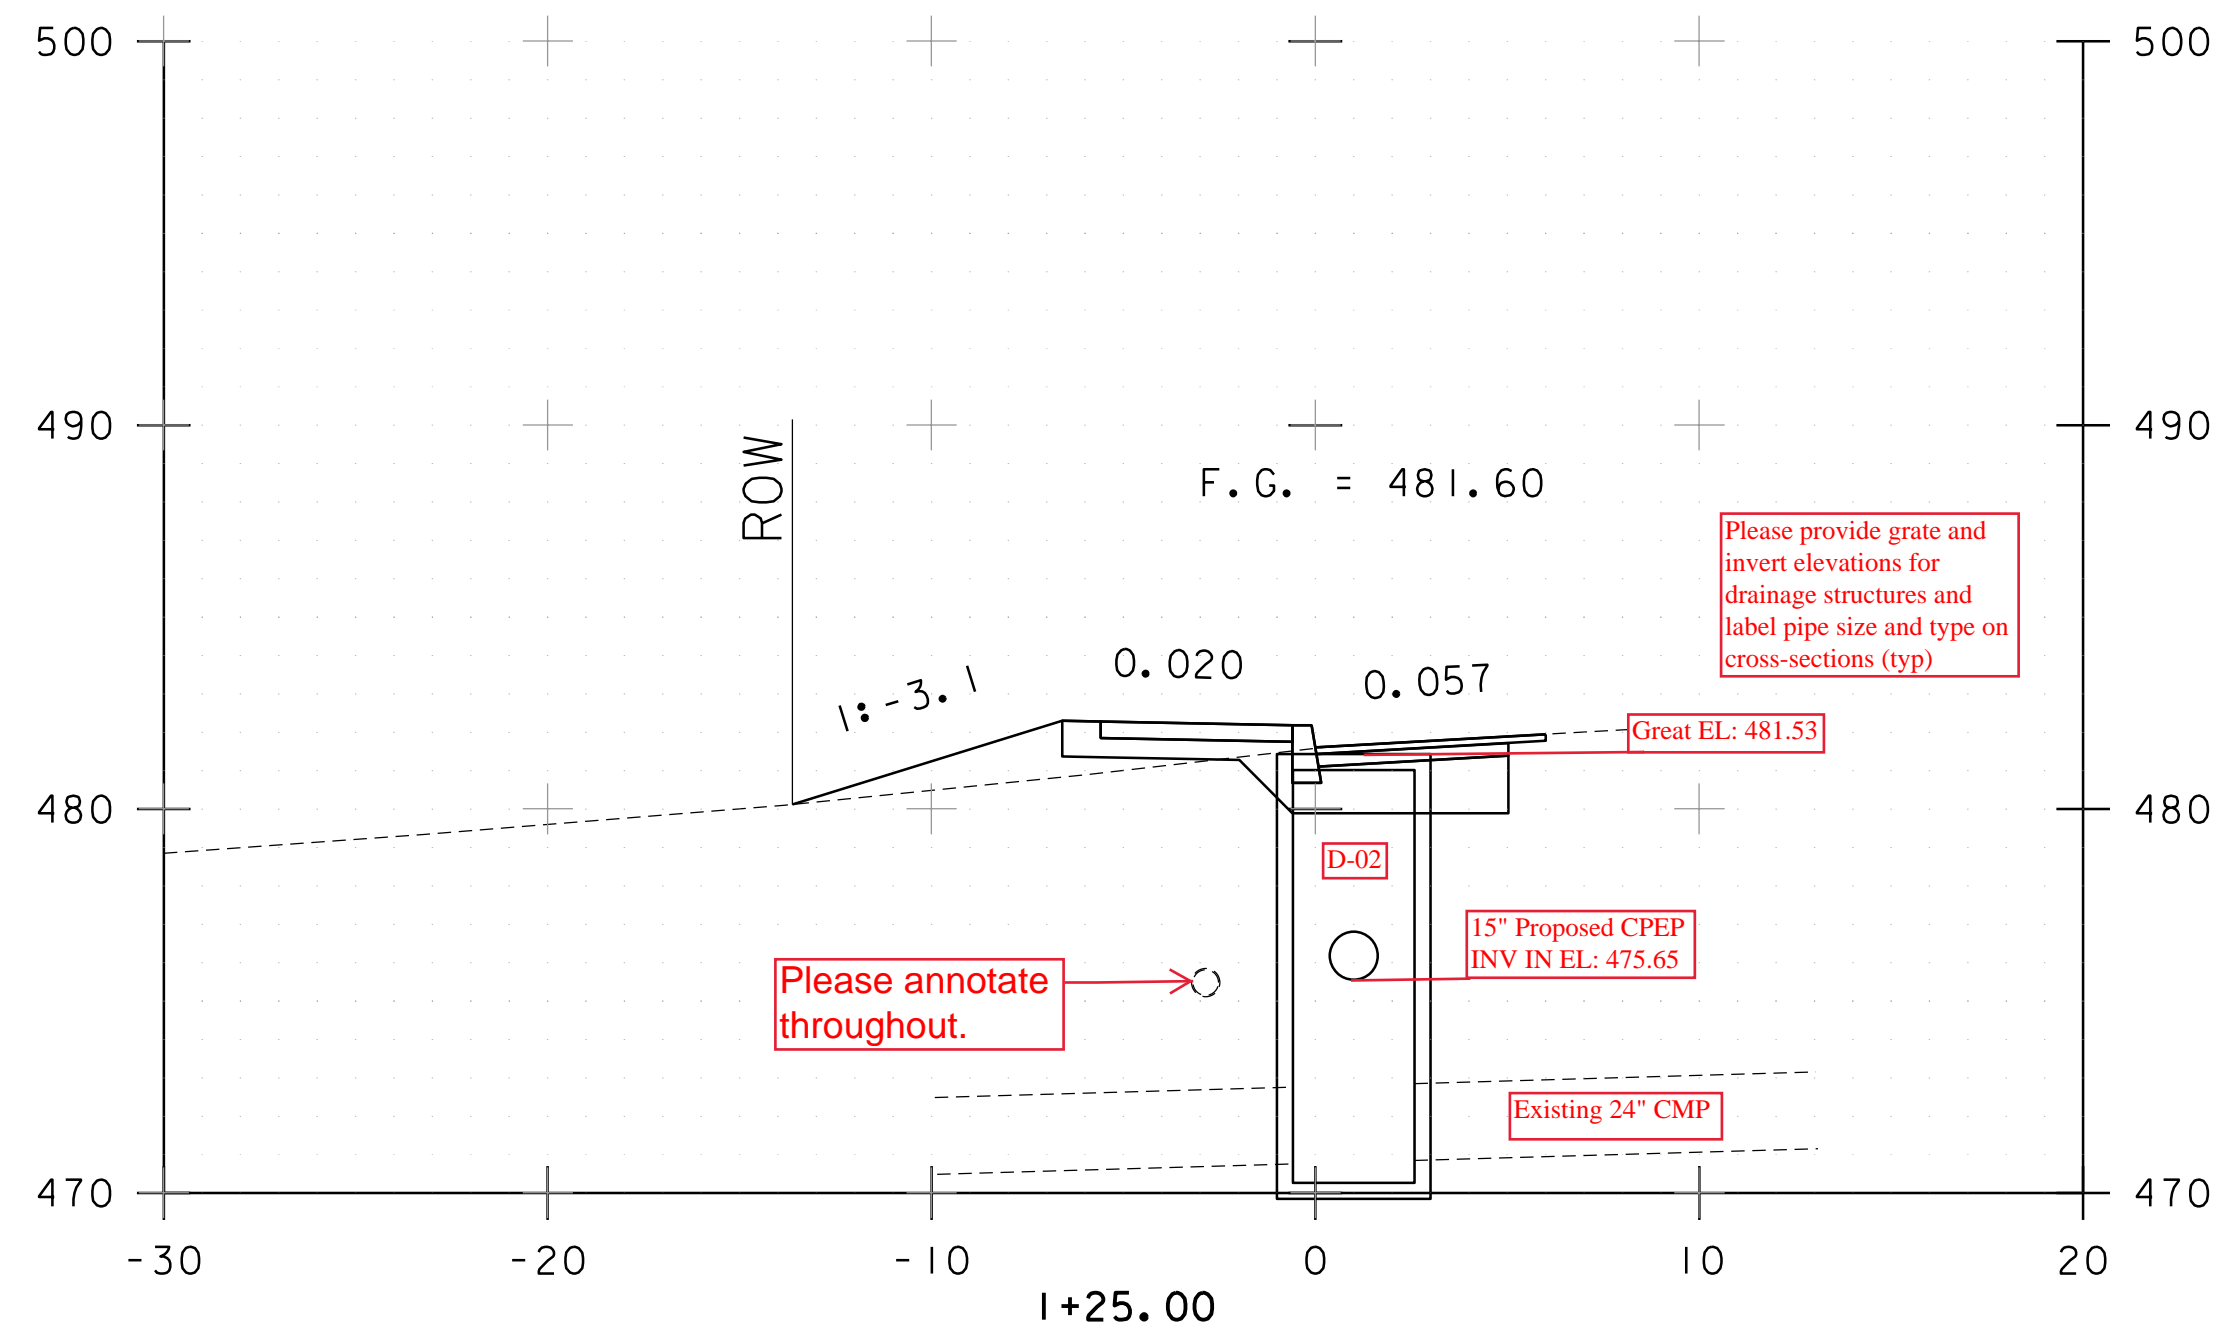 500
500
490
490
ROW
F.G. = 481.60
Please provide grate and
invert elevations for
drainage structures and
label pipe size and type on
cross-sections (typ)
1:-3.1
0.020
0.057
Great EL: 481.53
480
480
D-02
15" Proposed CPEP
INV IN EL: 475.65
Please annotate
throughout.
Existing 24" CMP
470
470
-30
-20
-10
0
10
20
1+25.00